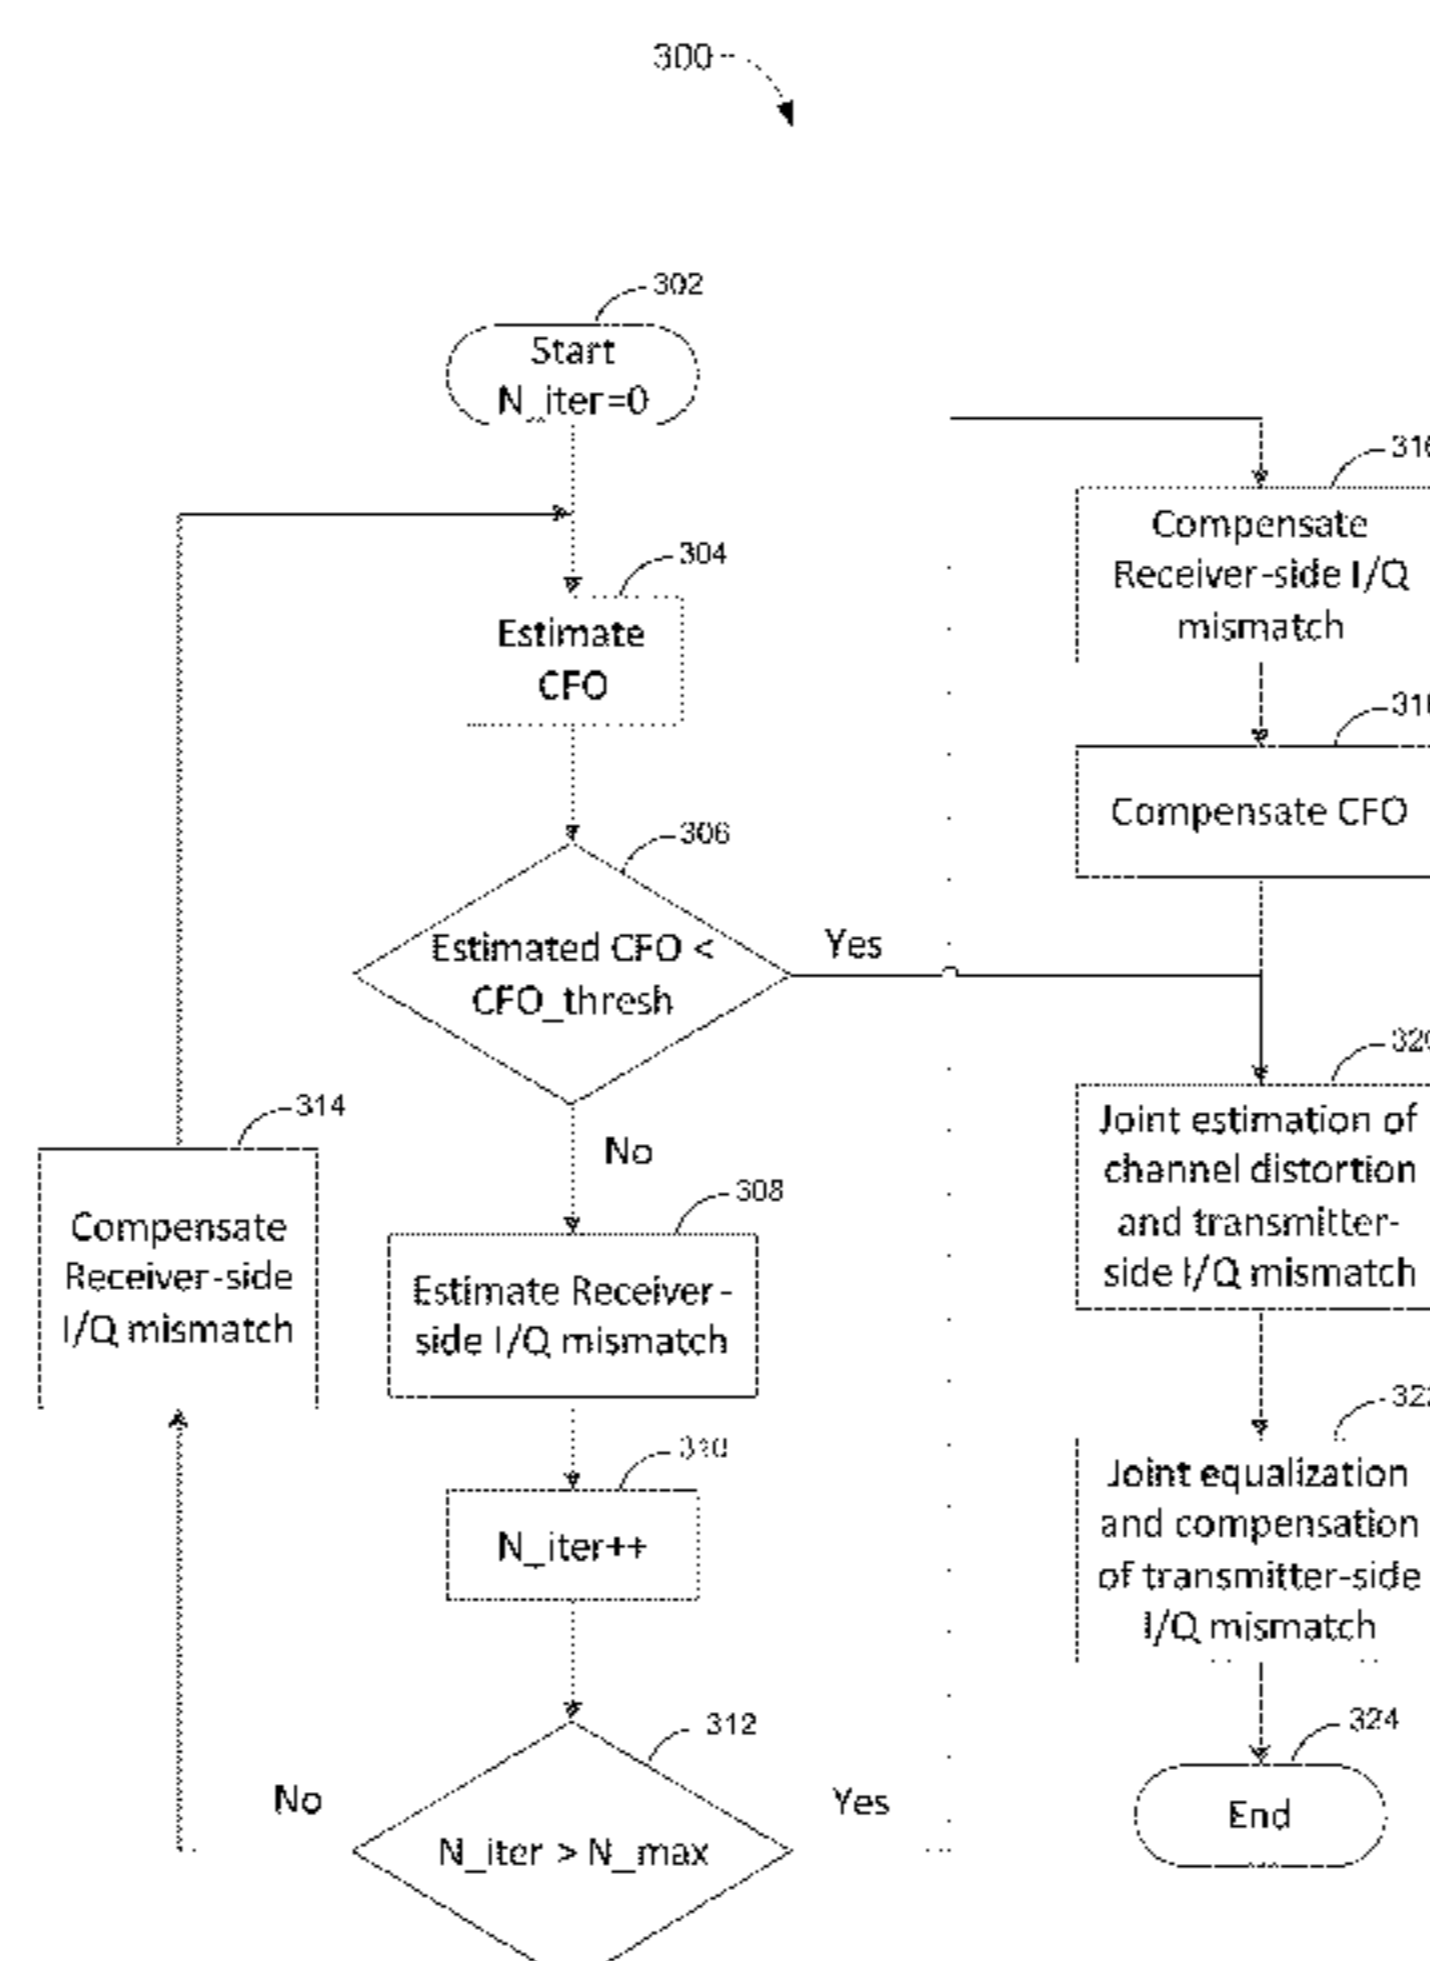 300
302
Start
N_iter=0
304
Estimate
CFO
306
Estimated CFO <
CFO_thresh
Yes
No
308
Estimate Receiver-
side I/Q mismatch
310
N_iter++
312
N_iter > N_max
No
Yes
314
Compensate
Receiver-side
I/Q mismatch
Compensate
Receiver-side I/Q
mismatch
Compensate CFO
Joint estimation of
channel distortion
and transmitter-
side I/Q mismatch
Joint equalization
and compensation
of transmitter-side
I/Q mismatch
324
End